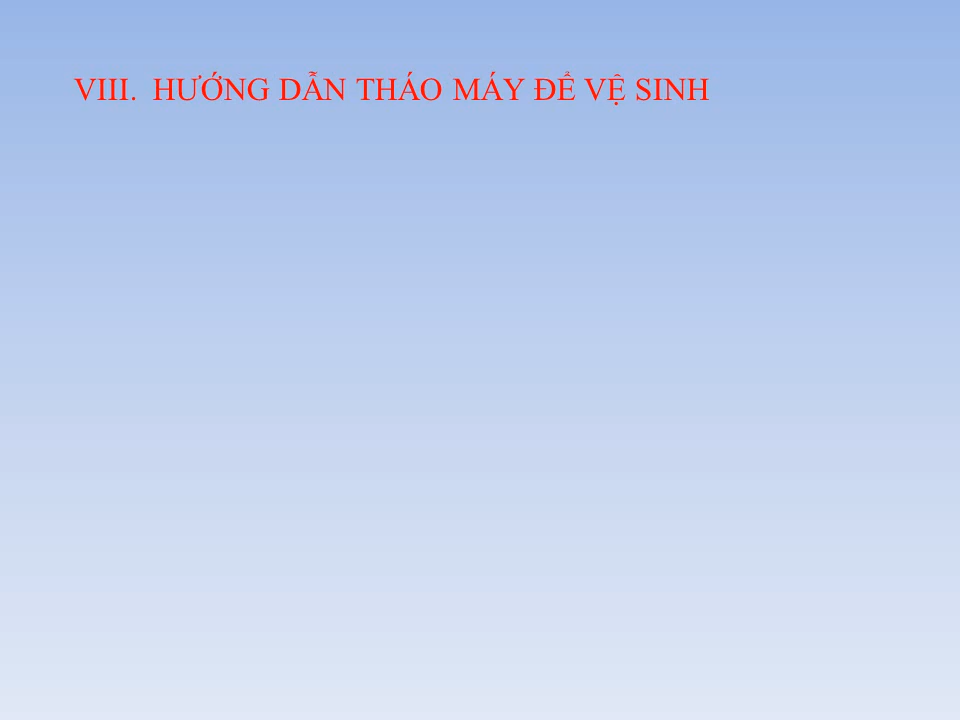 VIII. HƯỚNG DẪN THÁO MÁY ĐỂ VỆ SINH